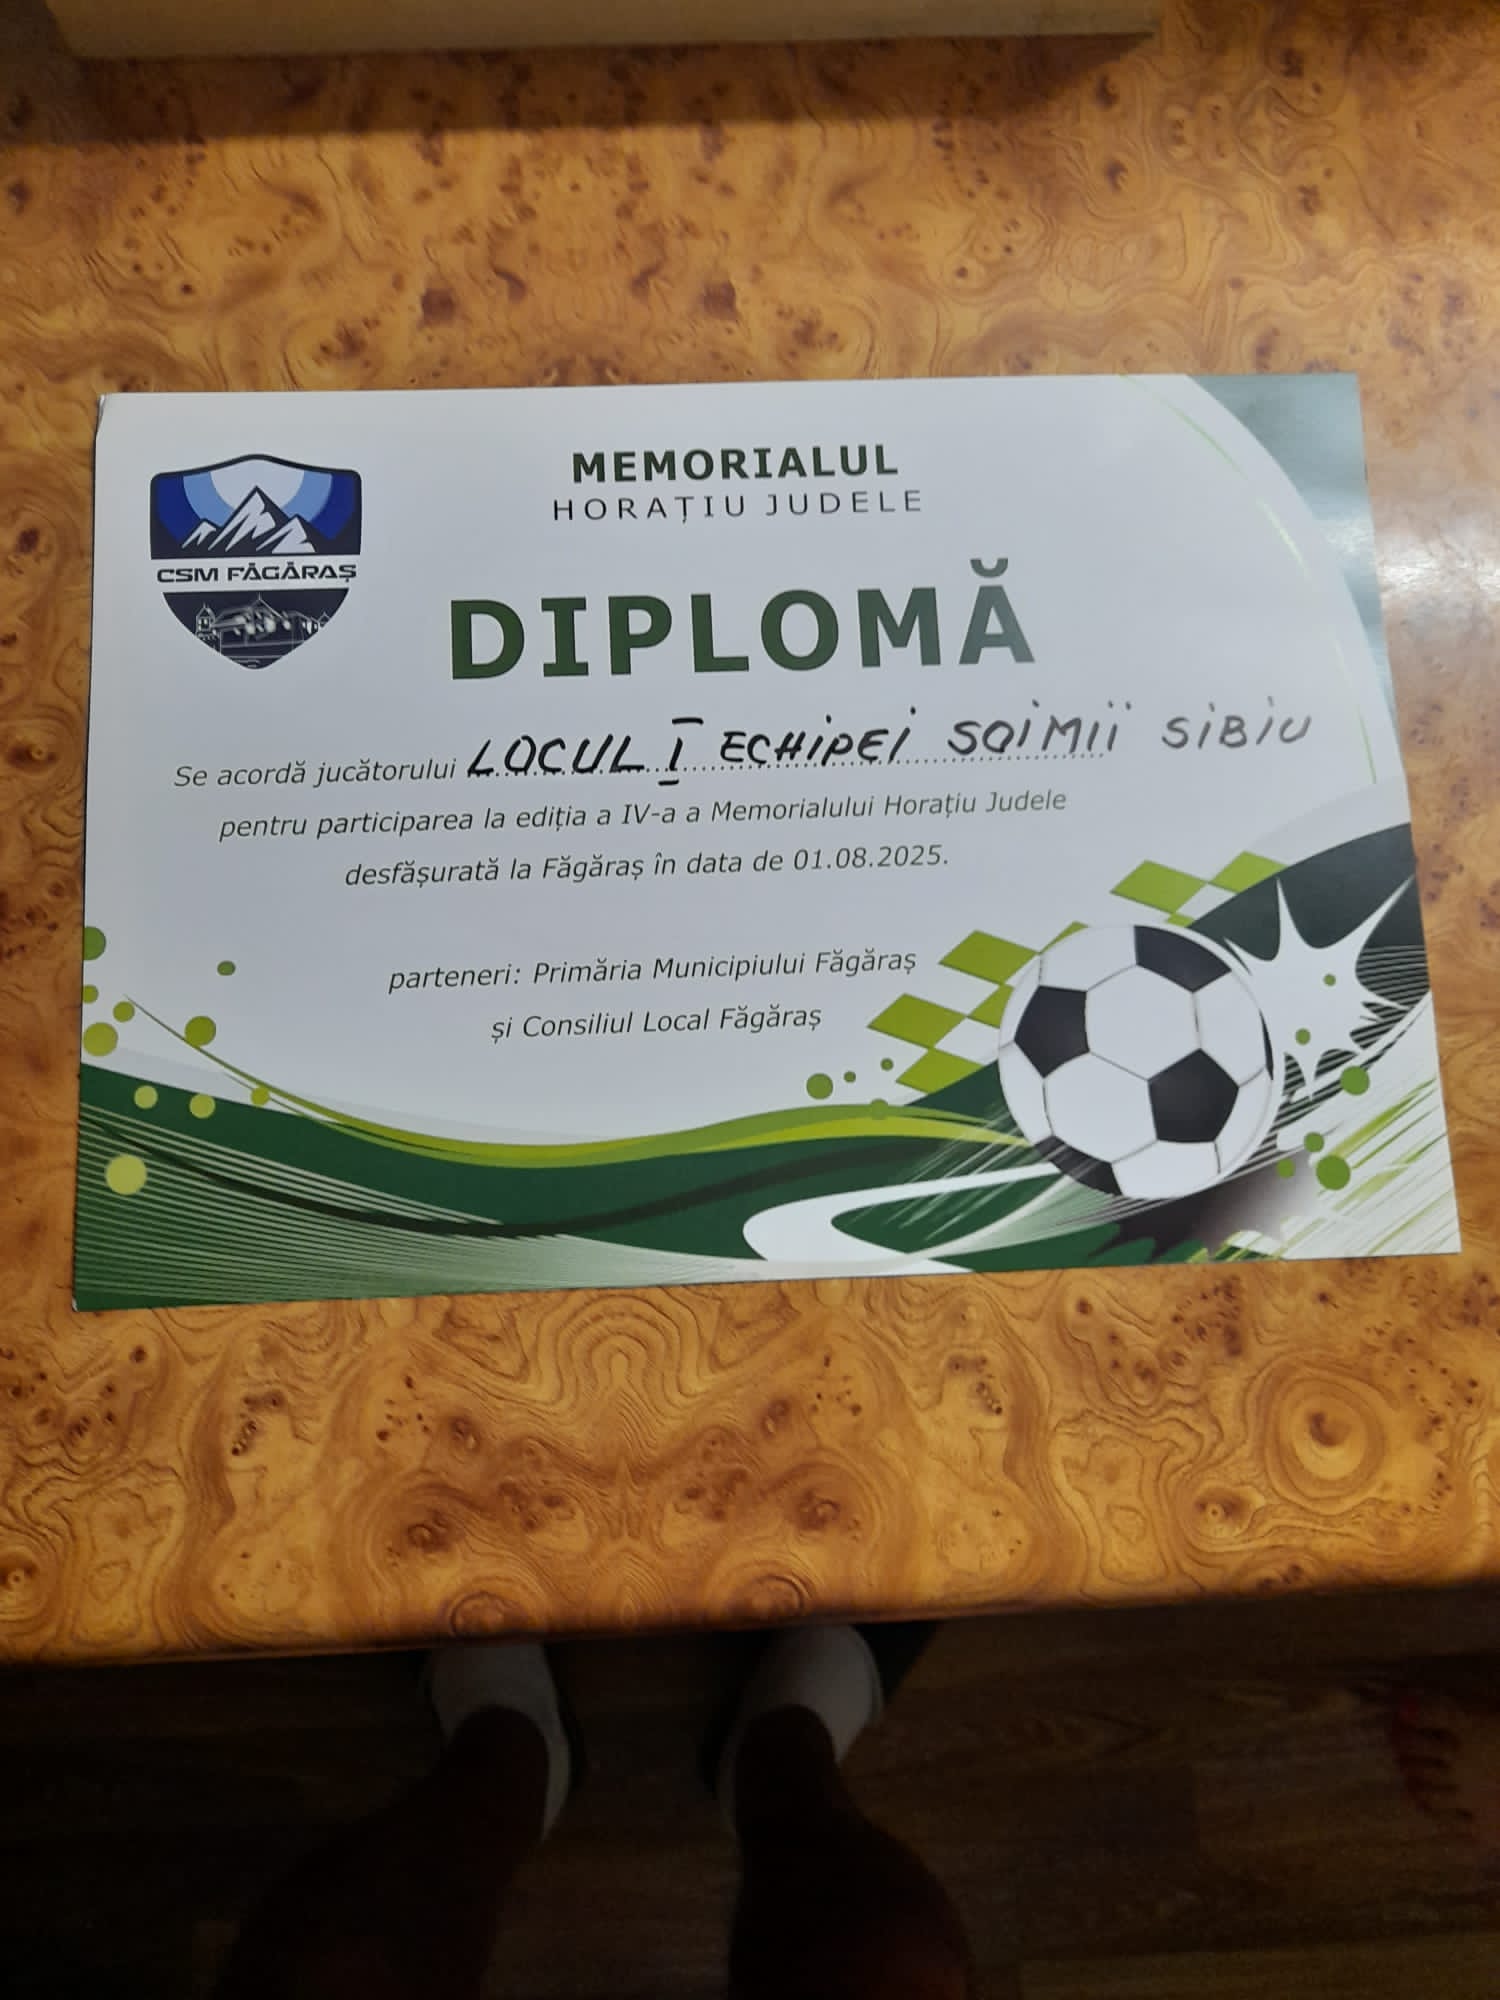 MEMORIALUL
HORAȚIU JUDELE
CSM FĂGĂRAȘ
DIPLOMĂ
Se acordă jucătorului LOCUL I ECHIPEI SOIMII SIBIU
pentru participarea la ediția a IV-a a Memorialului Horațiu Judele
desfășurată la Făgăraș în data de 01.08.2025.
parteneri: Primăria Municipiului Făgăraș
și Consiliul Local Făgăraș